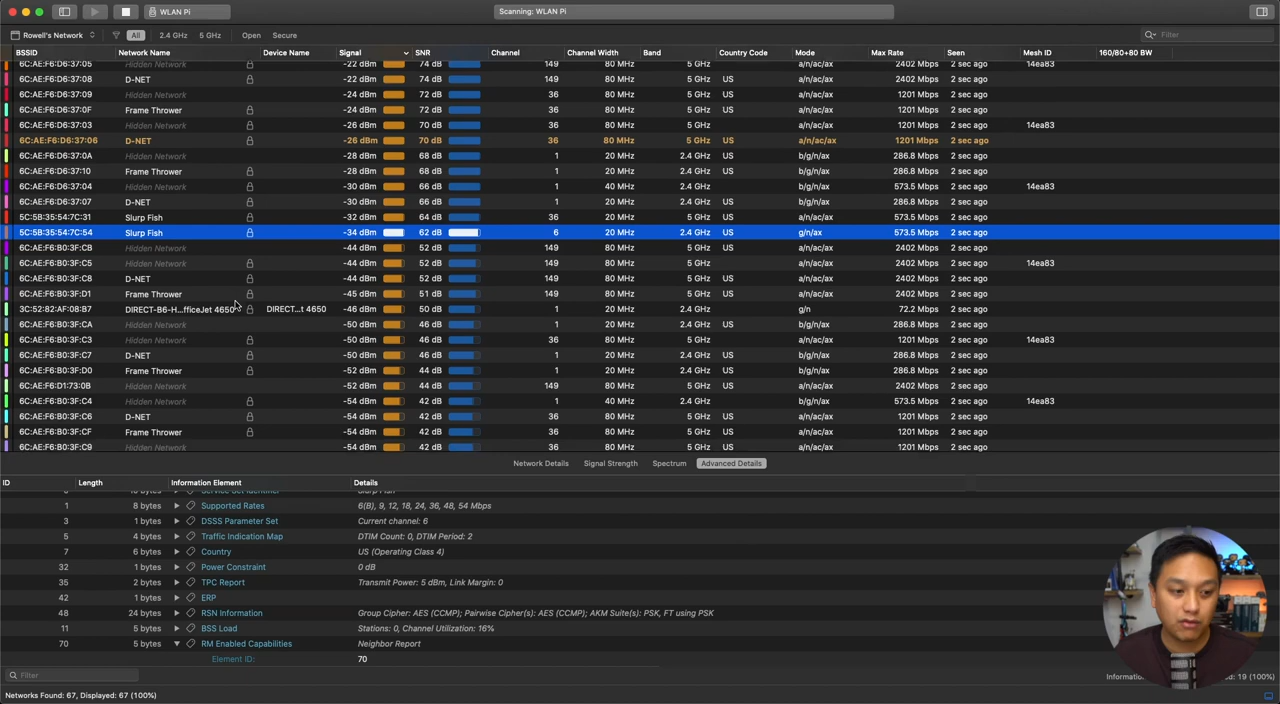 WLAN Pi
Scanning: WLAN Pi
Rowell's Network All 2.4 GHz 5 GHz Open Secure Filter
BSSID Network Name Device Name Signal SNR Channel Channel Width Band Country Code Mode Max Rate Seen Mesh ID 160/80+80 BW
6C:AE:F6:D6:37:05 Hidden Network -22 dBm 74 dB 149 80 MHz 5 GHz a/n/ac/ax 2402 Mbps 2 sec ago 14ea83
6C:AE:F6:D6:37:08 D-NET -24 dBm 74 dB 149 80 MHz 5 GHz US a/n/ac/ax 2402 Mbps 2 sec ago
6C:AE:F6:D6:37:09 Hidden Network -24 dBm 72 dB 36 80 MHz 5 GHz US a/n/ac/ax 1201 Mbps 2 sec ago
6C:AE:F6:D6:37:0F Frame Thrower -24 dBm 72 dB 36 80 MHz 5 GHz US a/n/ac/ax 1201 Mbps 2 sec ago
6C:AE:F6:D6:37:03 Hidden Network -26 dBm 70 dB 36 80 MHz 5 GHz a/n/ac/ax 1201 Mbps 2 sec ago 14ea83
6C:AE:F6:D6:37:06 D-NET -26 dBm 70 dB 36 80 MHz 5 GHz US a/n/ac/ax 1201 Mbps 2 sec ago
6C:AE:F6:D6:37:0A Hidden Network -28 dBm 68 dB 1 20 MHz 2.4 GHz US b/g/n/ax 286.8 Mbps 2 sec ago
6C:AE:F6:D6:37:10 Frame Thrower -28 dBm 68 dB 1 20 MHz 2.4 GHz US b/g/n/ax 286.8 Mbps 2 sec ago
6C:AE:F6:D6:37:04 Hidden Network -30 dBm 66 dB 1 40 MHz 2.4 GHz b/g/n/ax 573.5 Mbps 2 sec ago 14ea83
6C:AE:F6:D6:37:07 D-NET -30 dBm 66 dB 1 20 MHz 2.4 GHz US b/g/n/ax 286.8 Mbps 2 sec ago
5C:5B:35:54:7C:31 Slurp Fish -32 dBm 64 dB 36 20 MHz 5 GHz US a/n/ac/ax 573.5 Mbps 2 sec ago
5C:5B:35:54:7C:54 Slurp Fish -34 dBm 62 dB 6 20 MHz 2.4 GHz US g/n/ax 573.5 Mbps 2 sec ago
6C:AE:F6:B0:3F:CB Hidden Network -44 dBm 52 dB 149 80 MHz 5 GHz US a/n/ac/ax 2402 Mbps 2 sec ago
6C:AE:F6:B0:3F:C5 Hidden Network -44 dBm 52 dB 149 80 MHz 5 GHz a/n/ac/ax 2402 Mbps 2 sec ago 14ea83
6C:AE:F6:B0:3F:C8 D-NET -44 dBm 52 dB 149 80 MHz 5 GHz US a/n/ac/ax 2402 Mbps 2 sec ago
6C:AE:F6:B0:3F:D1 Frame Thrower -45 dBm 51 dB 149 80 MHz 5 GHz US a/n/ac/ax 2402 Mbps 2 sec ago
3C:52:82:AF:08:B7 DIRECT-B6-H...fficeJet 4650 DIRECT...t 4650 -46 dBm 50 dB 1 20 MHz 2.4 GHz g/n 72.2 Mbps 2 sec ago
6C:AE:F6:B0:3F:CA Hidden Network -50 dBm 46 dB 1 20 MHz 2.4 GHz US b/g/n/ax 286.8 Mbps 2 sec ago
6C:AE:F6:B0:3F:C3 Hidden Network -50 dBm 46 dB 36 80 MHz 5 GHz a/n/ac/ax 1201 Mbps 2 sec ago 14ea83
6C:AE:F6:B0:3F:C7 D-NET -50 dBm 46 dB 1 20 MHz 2.4 GHz US b/g/n/ax 286.8 Mbps 2 sec ago
6C:AE:F6:B0:3F:D0 Frame Thrower -52 dBm 44 dB 1 20 MHz 2.4 GHz US b/g/n/ax 286.8 Mbps 2 sec ago
6C:AE:F6:D1:73:0B Hidden Network -52 dBm 44 dB 149 80 MHz 5 GHz US a/n/ac/ax 2402 Mbps 2 sec ago
6C:AE:F6:B0:3F:C4 Hidden Network -54 dBm 42 dB 1 40 MHz 2.4 GHz b/g/n/ax 573.5 Mbps 2 sec ago 14ea83
6C:AE:F6:B0:3F:C6 D-NET -54 dBm 42 dB 36 80 MHz 5 GHz US a/n/ac/ax 1201 Mbps 2 sec ago
6C:AE:F6:B0:3F:CF Frame Thrower -54 dBm 42 dB 36 80 MHz 5 GHz US a/n/ac/ax 1201 Mbps 2 sec ago
6C:AE:F6:B0:3F:C9 Hidden Network -54 dBm 42 dB 36 80 MHz 5 GHz US a/n/ac/ax 1201 Mbps 2 sec ago
Network Details Signal Strength Spectrum Advanced Details
ID Length Information Element Details
Service Set Identifier Slurp Fish
1 8 bytes Supported Rates 6(B), 9, 12, 18, 24, 36, 48, 54 Mbps
3 1 bytes DSSS Parameter Set Current channel: 6
5 4 bytes Traffic Indication Map DTIM Count: 0, DTIM Period: 2
7 6 bytes Country US (Operating Class 4)
32 1 bytes Power Constraint 0 dB
35 2 bytes TPC Report Transmit Power: 5 dBm, Link Margin: 0
42 1 bytes ERP
48 24 bytes RSN Information Group Cipher: AES (CCMP); Pairwise Cipher(s): AES (CCMP); AKM Suite(s): PSK, FT using PSK
11 5 bytes BSS Load Stations: 0, Channel Utilization: 16%
70 5 bytes RM Enabled Capabilities Neighbor Report
Element ID: 70
Filter
19 (100%)
Networks Found: 67, Displayed: 67 (100%)